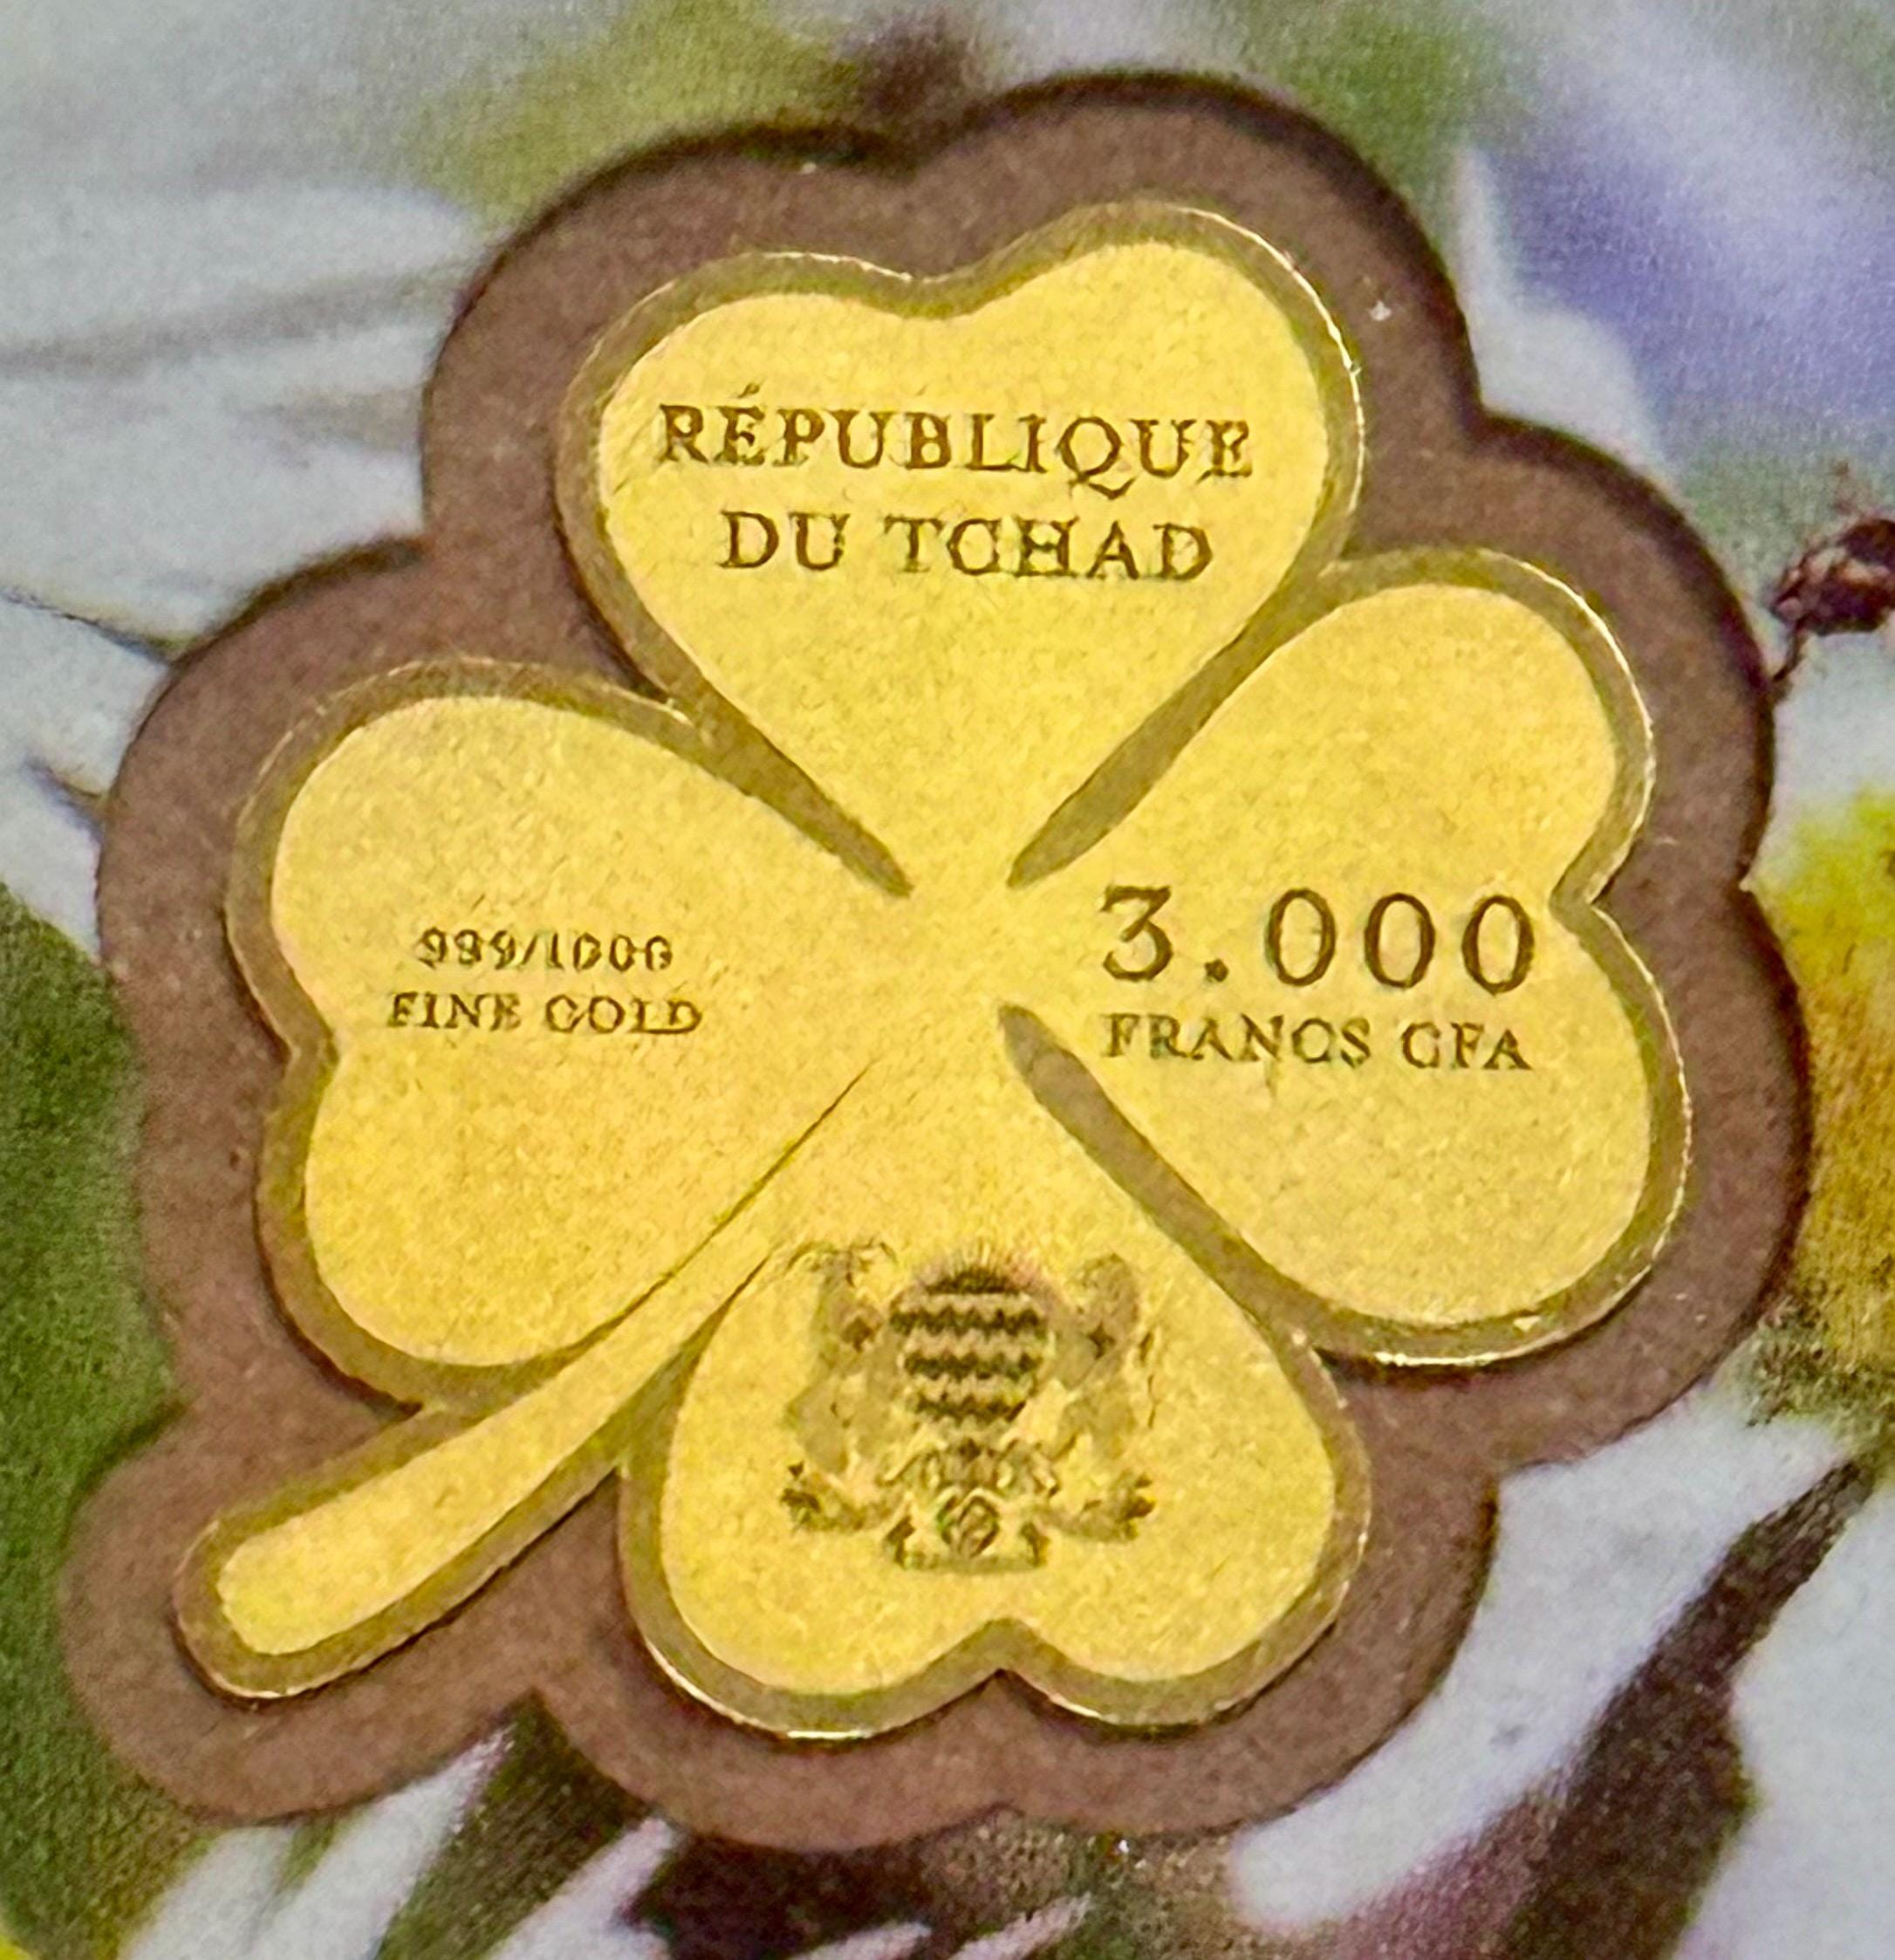 RÉPUBLIQUE
DU TCHAD
999/1000
FINE GOLD
3.000
FRANCS CFA